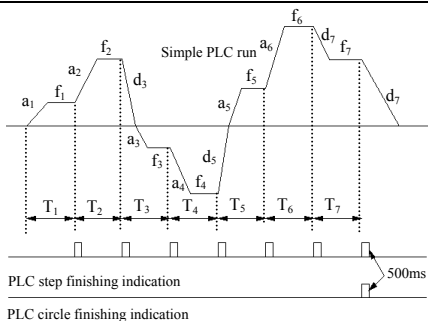 f₆
Simple PLC run
a₆
d₇
f₂
f₇
a₂
d₃
f₅
d₇
a₁
f₁
a₅
a₃
f₃
d₅
a₄
f₄
T₁ T₂ T₃ T₄ T₅ T₆ T₇
500ms
PLC step finishing indication
PLC circle finishing indication